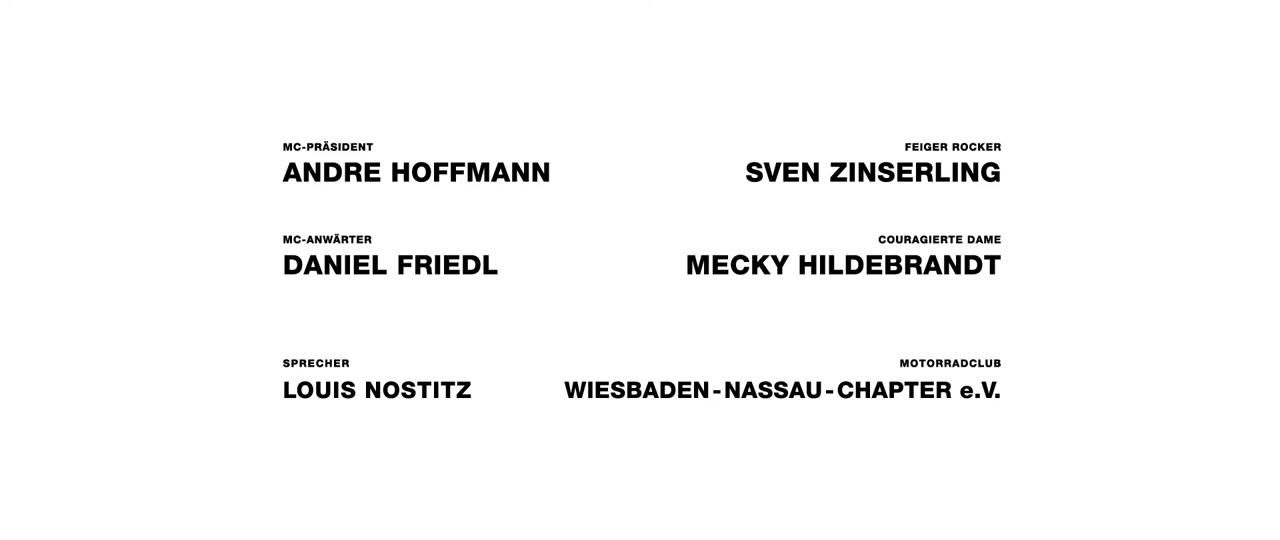 MC-PRÄSIDENT
ANDRE HOFFMANN
FEIGER ROCKER
SVEN ZINSERLING
MC-ANWÄRTER
DANIEL FRIEDL
COURAGIERTE DAME
MECKY HILDEBRANDT
SPRECHER
LOUIS NOSTITZ
MOTORRADCLUB
WIESBADEN-NASSAU-CHAPTER e.V.